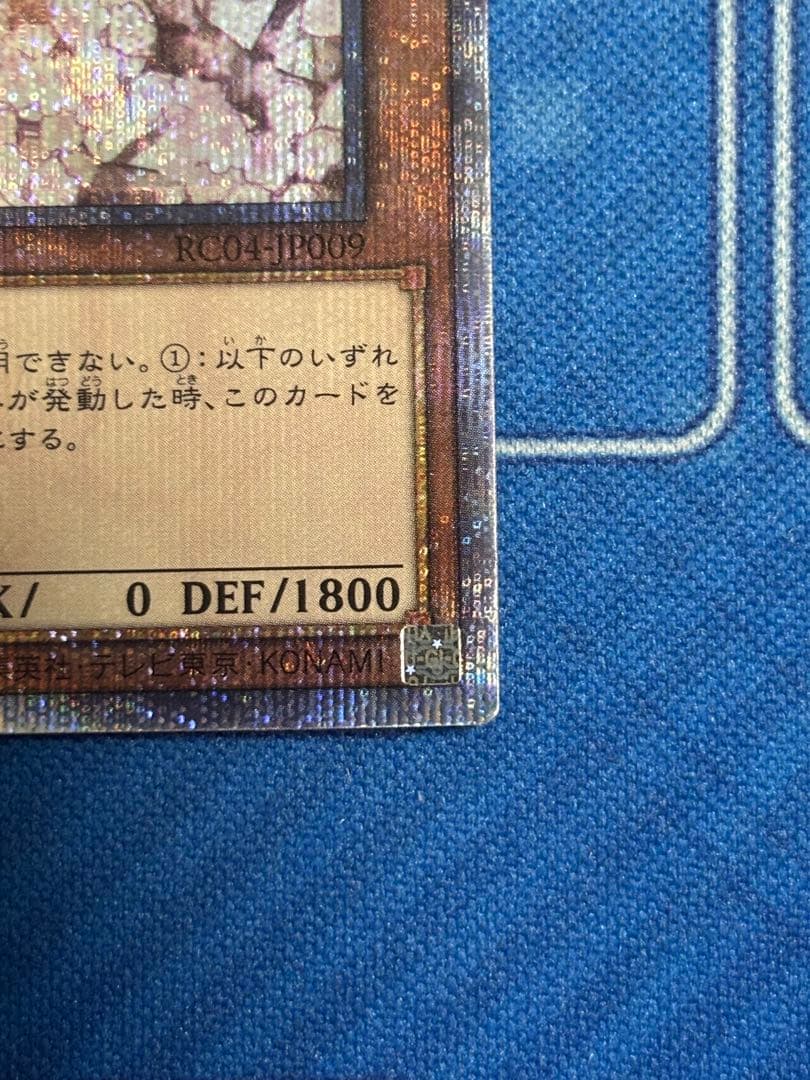 RC04-JP009
できない。①:以下のいずれ
が発動した時、このカードを
にする。
/ 0 DEF/1800
英社・テレビ東京・KONAMI